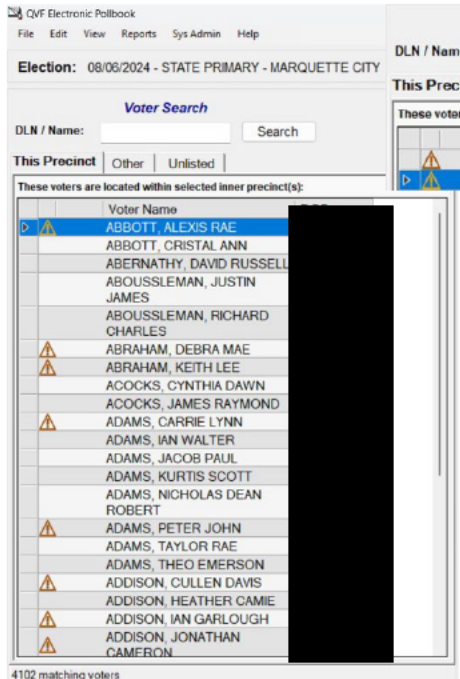 QVF Electronic Pollbook
File Edit View Reports Sys Admin Help
Election: 08/06/2024 - STATE PRIMARY - MARQUETTE CITY
Voter Search
DLN / Name:
Search
This Precinct Other Unlisted
These voters are located within selected inner precinct(s):
Voter Name
ABBOTT, ALEXIS RAE
ABBOTT, CRISTAL ANN
ABERNATHY, DAVID RUSSELL
ABOUSSLEMAN, JUSTIN
JAMES
ABOUSSLEMAN, RICHARD
CHARLES
ABRAHAM, DEBRA MAE
ABRAHAM, KEITH LEE
ACOCKS, CYNTHIA DAWN
ACOCKS, JAMES RAYMOND
ADAMS, CARRIE LYNN
ADAMS, IAN WALTER
ADAMS, JACOB PAUL
ADAMS, KURTIS SCOTT
ADAMS, NICHOLAS DEAN
ROBERT
ADAMS, PETER JOHN
ADAMS, TAYLOR RAE
ADAMS, THEO EMERSON
ADDISON, CULLEN DAVIS
ADDISON, HEATHER CAMIE
ADDISON, IAN GARLOUGH
ADDISON, JONATHAN
CAMERON
4102 matching voters
DLN / Nam
This Prec
These voter